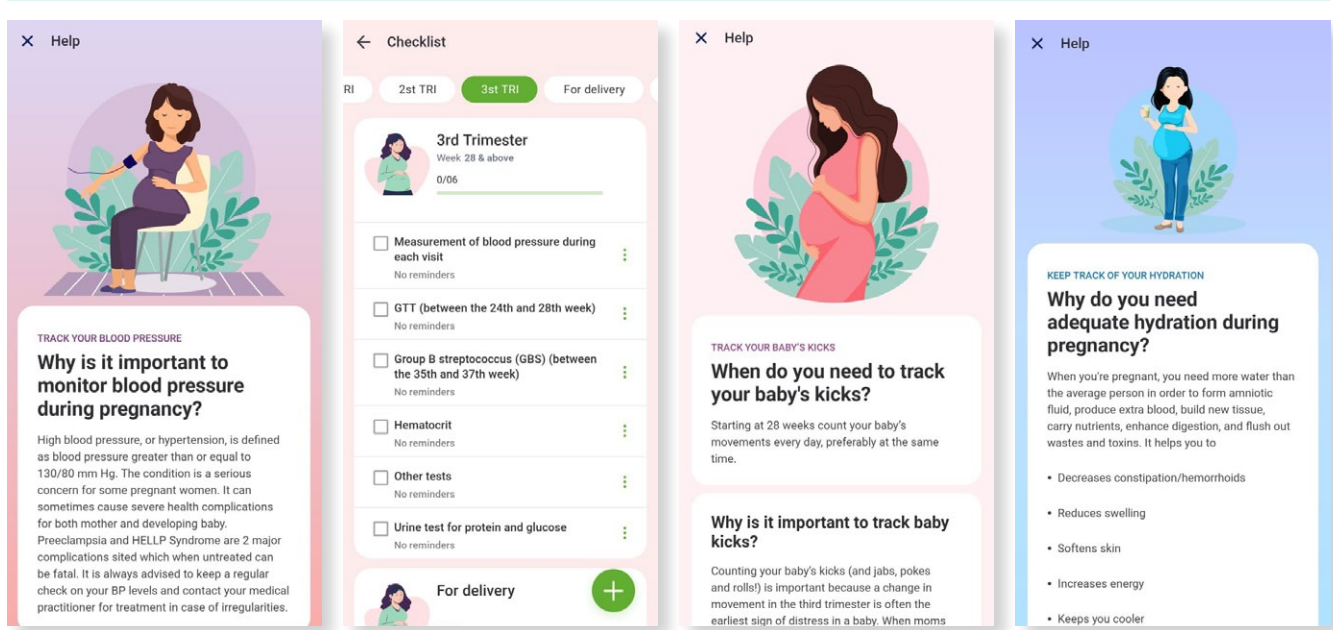 Help
TRACK YOUR BLOOD PRESSURE
Why is it important to
monitor blood pressure
during pregnancy?
High blood pressure, or hypertension, is defined
as blood pressure greater than or equal to
130/80 mm Hg. The condition is a serious
concern for some pregnant women. It can
sometimes cause severe health complications
for both mother and developing baby.
Preeclampsia and HELLP Syndrome are 2 major
complications sited which when untreated can
be fatal. It is always advised to keep a regular
check on your BP levels and contact your medical
practitioner for treatment in case of irregularities.
Checklist
RI
2st TRI
3st TRI
For delivery
3rd Trimester
Week 28 & above
0/06
Measurement of blood pressure during
each visit
No reminders
GTT (between the 24th and 28th week)
No reminders
Group B streptococcus (GBS) (between
the 35th and 37th week)
No reminders
Hematocrit
No reminders
Other tests
No reminders
Urine test for protein and glucose
No reminders
For delivery
Help
TRACK YOUR BABY'S KICKS
When do you need to track
your baby's kicks?
Starting at 28 weeks count your baby's
movements every day, preferably at the same
time.
Why is it important to track baby
kicks?
Counting your baby's kicks (and jabs, pokes
and rolls!) is important because a change in
movement in the third trimester is often the
earliest sign of distress in a baby. When moms
Help
KEEP TRACK OF YOUR HYDRATION
Why do you need
adequate hydration during
pregnancy?
When you're pregnant, you need more water than
the average person in order to form amniotic
fluid, produce extra blood, build new tissue,
carry nutrients, enhance digestion, and flush out
wastes and toxins. It helps you to
• Decreases constipation/hemorrhoids
• Reduces swelling
• Softens skin
• Increases energy
• Keeps you cooler